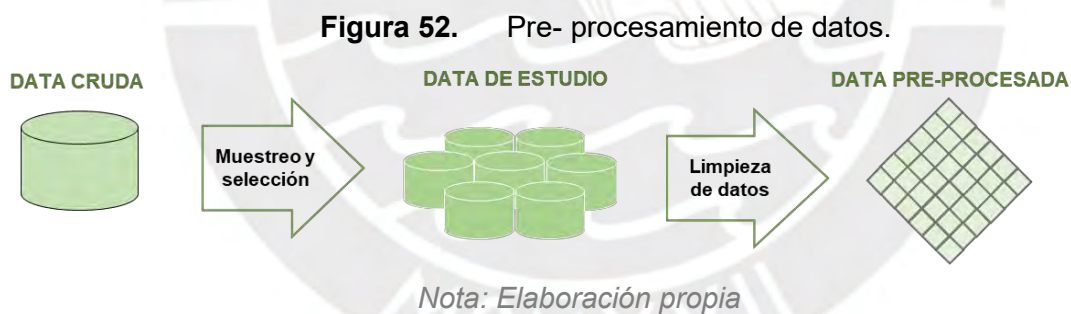 Figura 52. Pre- procesamiento de datos.
DATA CRUDA
DATA DE ESTUDIO
DATA PRE-PROCESADA
Muestreo y
selección
Limpieza
de datos
Nota: Elaboración propia